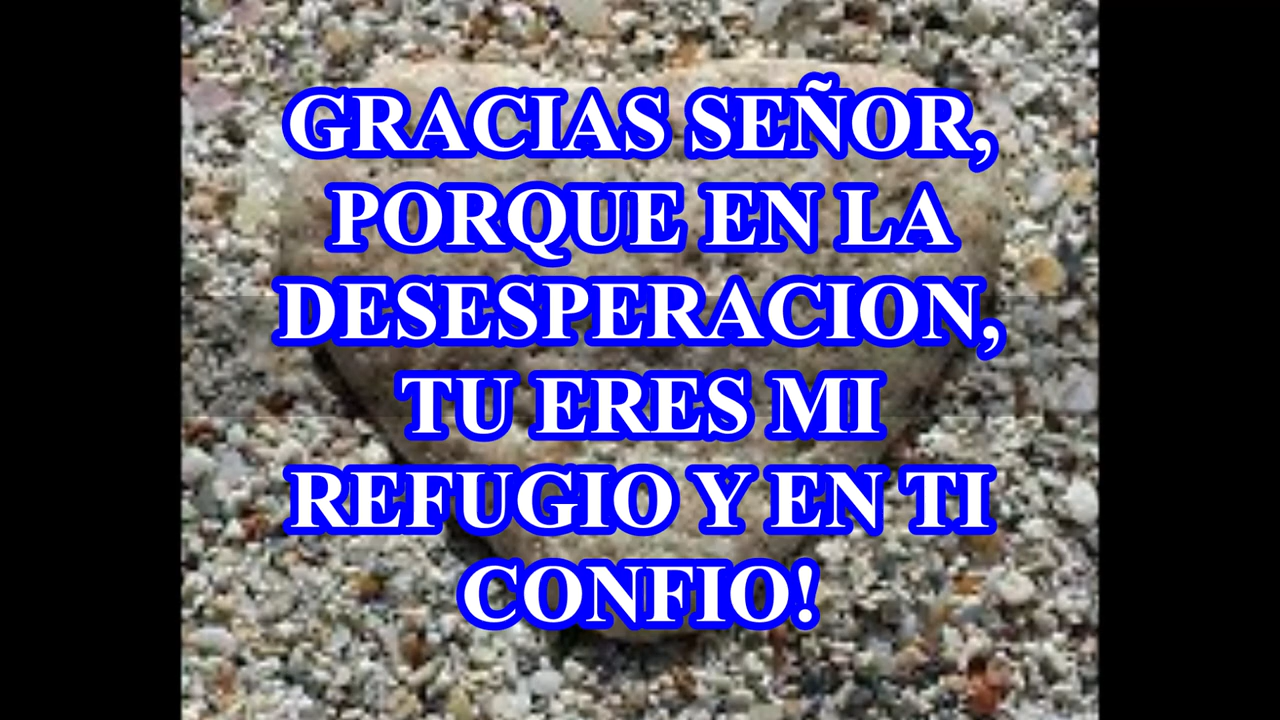 GRACIAS SEÑOR,
PORQUE EN LA
DESESPERACION,
TU ERES MI
REFUGIO Y EN TI
CONFIO!